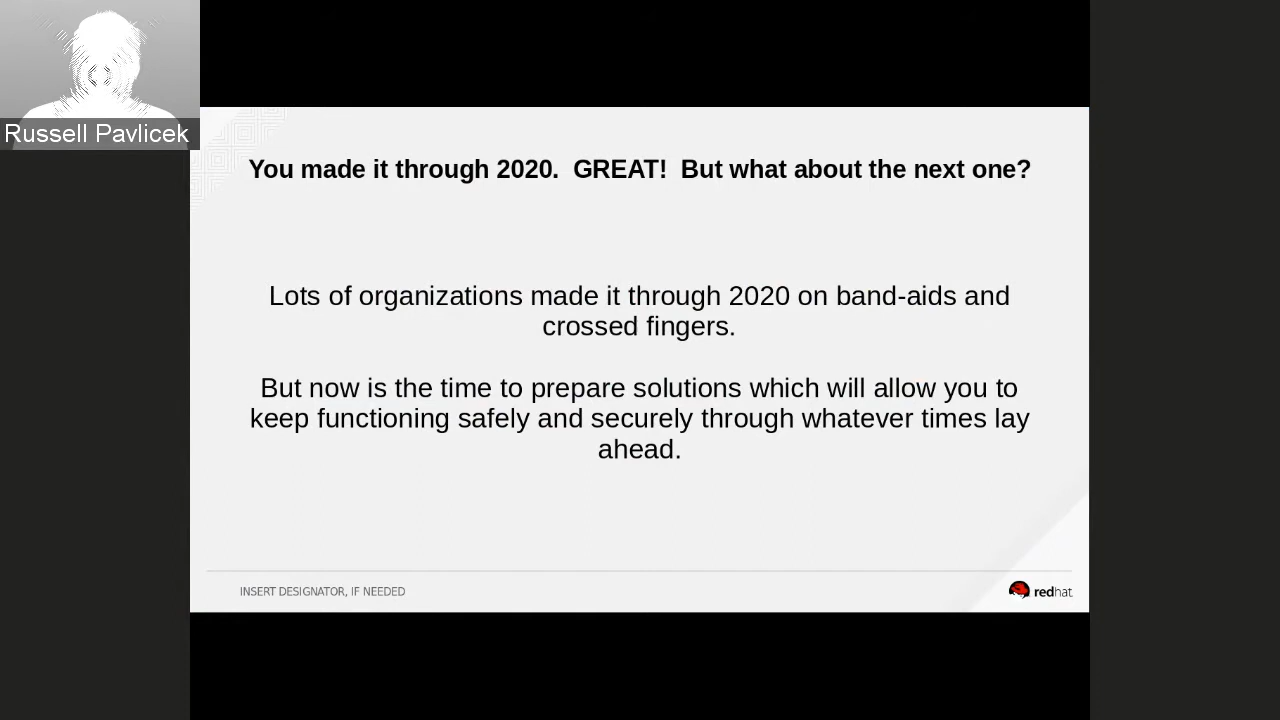 Russell Pavlicek
You made it through 2020.  GREAT!  But what about the next one?
Lots of organizations made it through 2020 on band-aids and
crossed fingers.
But now is the time to prepare solutions which will allow you to
keep functioning safely and securely through whatever times lay
ahead.
INSERT DESIGNATOR, IF NEEDED
redhat